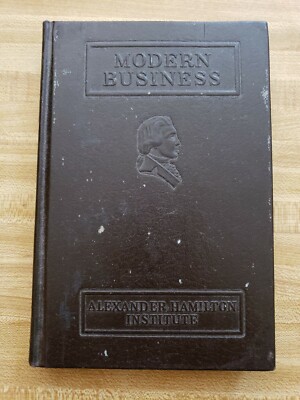 MODERN
BUSINESS
ALEXANDER HAMILTON
INSTITUTE